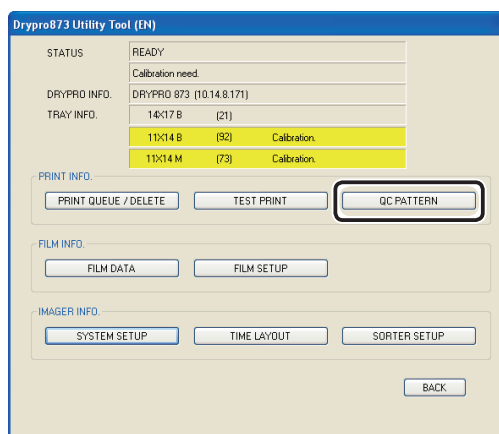 Drypro873 Utility Tool (EN)
STATUS READY
Calibration need.
DRYPRO INFO. DRYPRO 873 (10.14.8.171)
TRAY INFO. 14X17 B (21)
11X14 B (92) Calibration.
11X14 M (73) Calibration.
PRINT INFO.
PRINT QUEUE / DELETE TEST PRINT QC PATTERN
FILM INFO.
FILM DATA FILM SETUP
IMAGER INFO.
SYSTEM SETUP TIME LAYOUT SORTER SETUP
BACK